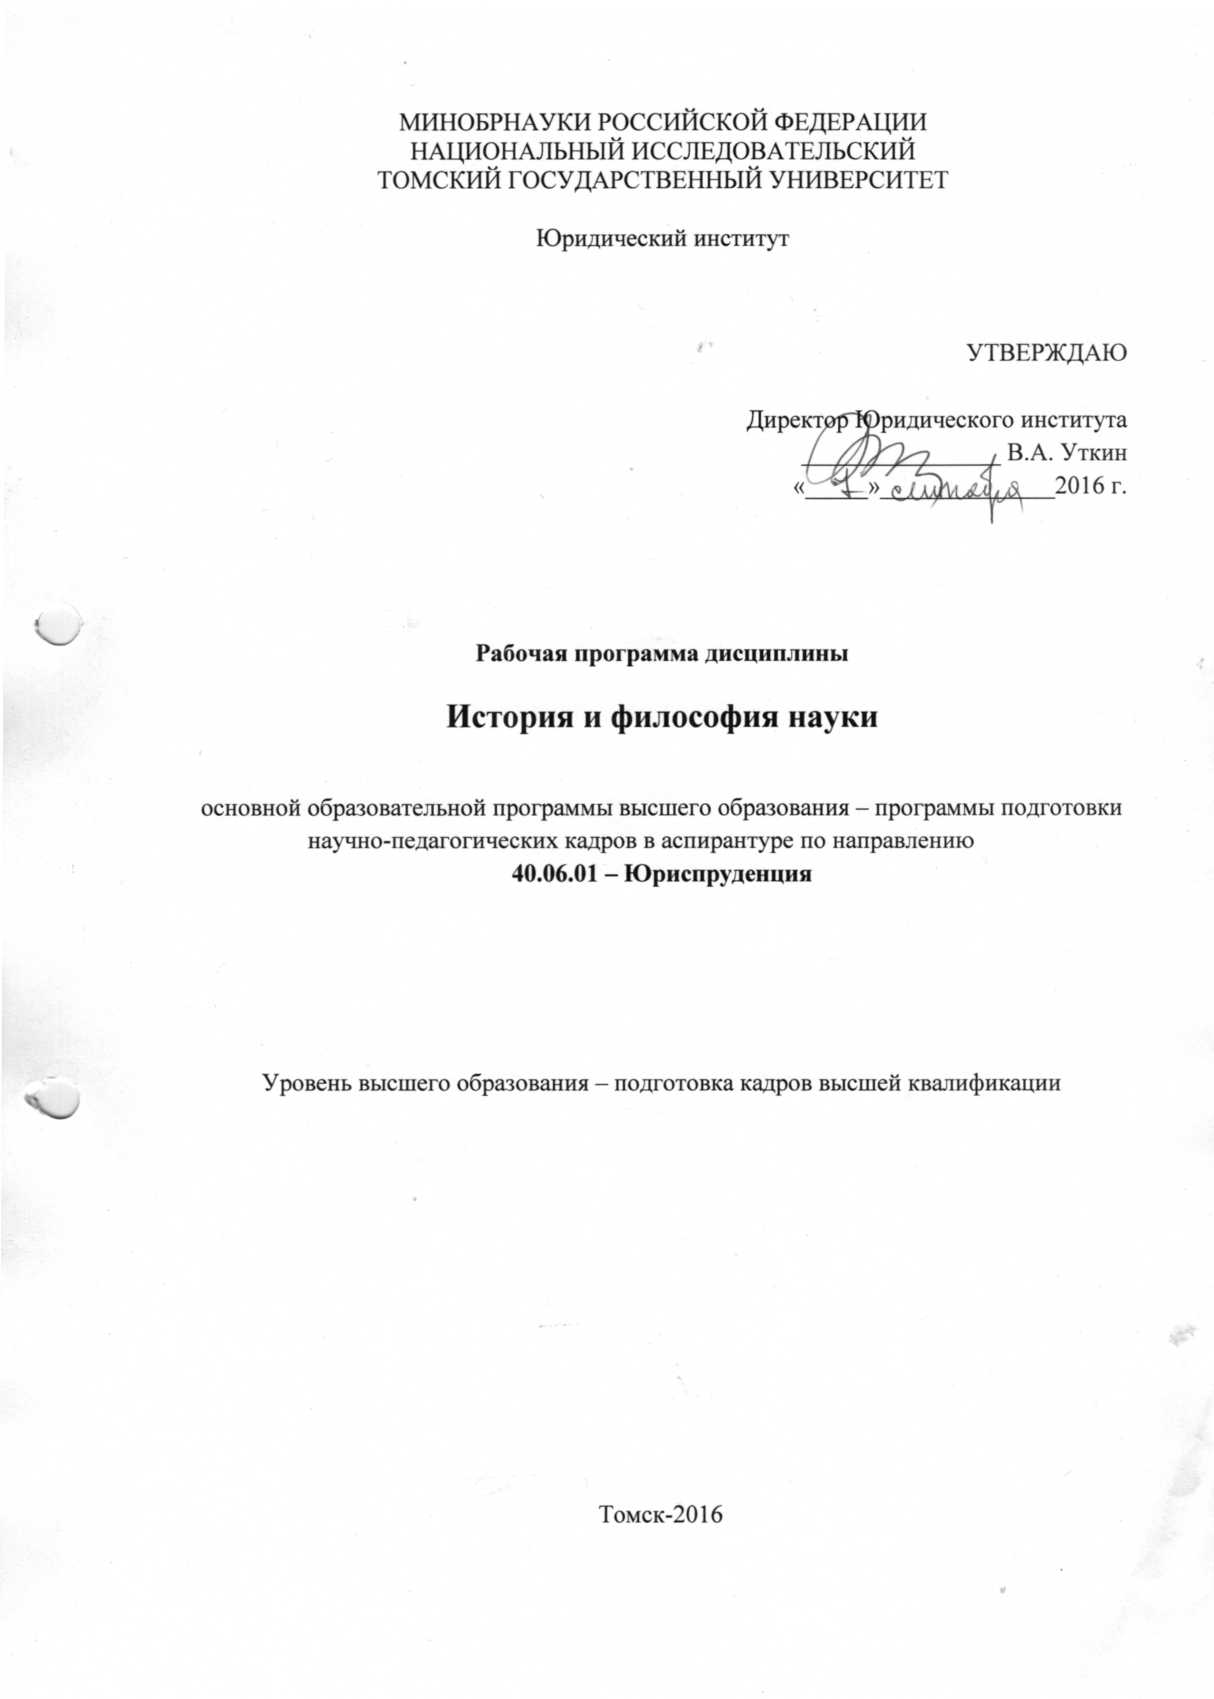 МИНОБРНАУКИ РОССИЙСКОЙ ФЕДЕРАЦИИ
НАЦИОНАЛЬНЫЙ ИССЛЕДОВАТЕЛЬСКИЙ
ТОМСКИЙ ГОСУДАРСТВЕННЫЙ УНИВЕРСИТЕТ
Юридический институт
УТВЕРЖДАЮ
Директор Юридического института
В.А. Уткин
« » сентября 2016 г.
Рабочая программа дисциплины
История и философия науки
основной образовательной программы высшего образования – программы подготовки
научно-педагогических кадров в аспирантуре по направлению
40.06.01 – Юриспруденция
Уровень высшего образования – подготовка кадров высшей квалификации
Томск-2016